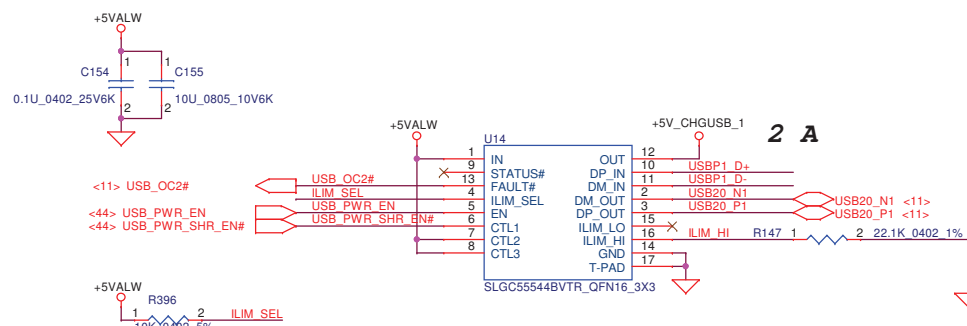 +5VALW
1 1
C154 C155
0.1U_0402_25V6K 10U_0805_10V6K
2 2
+5VALW +5V_CHGUSB_1 2 A
U14
1 IN OUT 12
9 STATUS# DP_IN 10 USBP1_D+
<11> USB_OC2# USB_OC2# 13 FAULT# DM_IN 11 USBP1_D-
ILIM_SEL 4 ILIM_SEL DM_OUT 2 USB20_N1 USB20_N1 <11>
<44> USB_PWR_EN USB_PWR_EN 5 EN DP_OUT 3 USB20_P1 USB20_P1 <11>
<44> USB_PWR_SHR_EN# USB_PWR_SHR_EN# 6 CTL1 ILIM_LO 15
7 CTL2 ILIM_HI 16 ILIM_HI R147 1 2 22.1K_0402_1%
8 CTL3 GND 14
T-PAD 17
SLGC55544BVTR_QFN16_3X3
+5VALW
R396
1 2 ILIM_SEL
10K_0402_5%